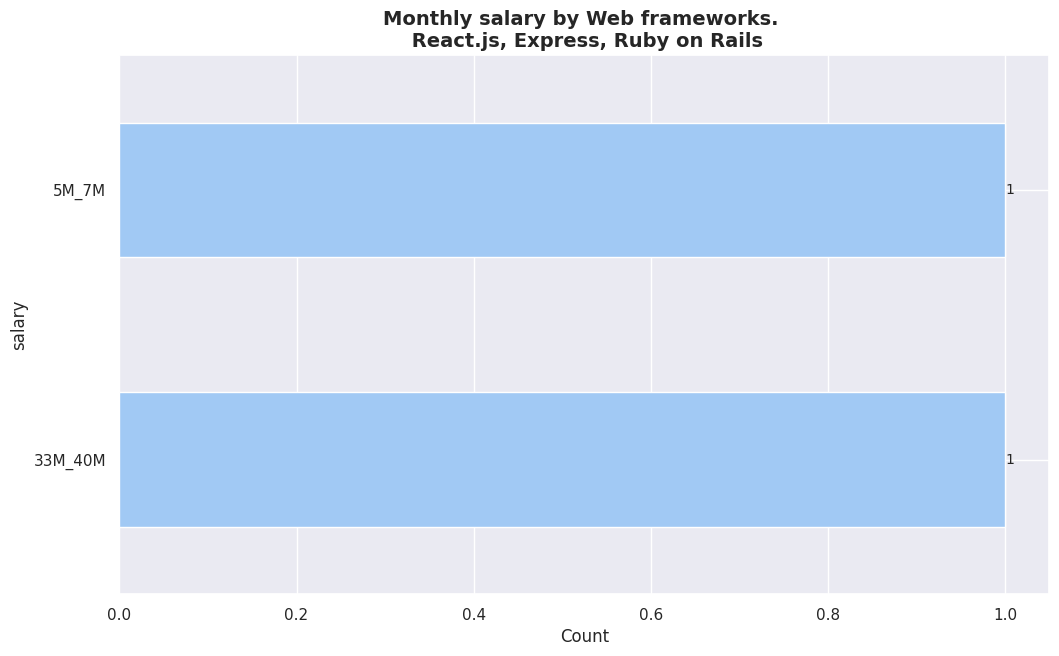 Monthly salary by Web frameworks.
React.js, Express, Ruby on Rails
5M_7M
1
salary
33M_40M
1
0.0 0.2 0.4 0.6 0.8 1.0
Count